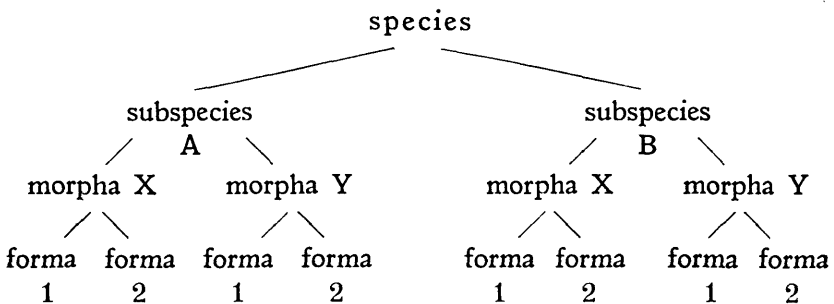 species
subspecies subspecies
A B
morpha X morpha Y morpha X morpha Y
forma forma forma forma forma forma forma forma
1 2 1 2 1 2 1 2